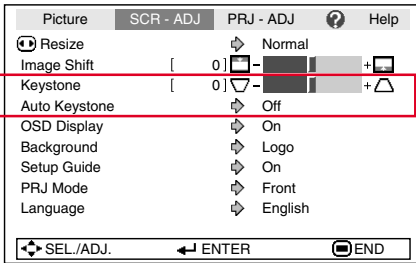 Picture SCR - ADJ PRJ - ADJ ? Help
Resize Normal
Image Shift [ 0 ] - +
Keystone [ 0 ] - +
Auto Keystone Off
OSD Display On
Background Logo
Setup Guide On
PRJ Mode Front
Language English
SEL./ADJ. ENTER END